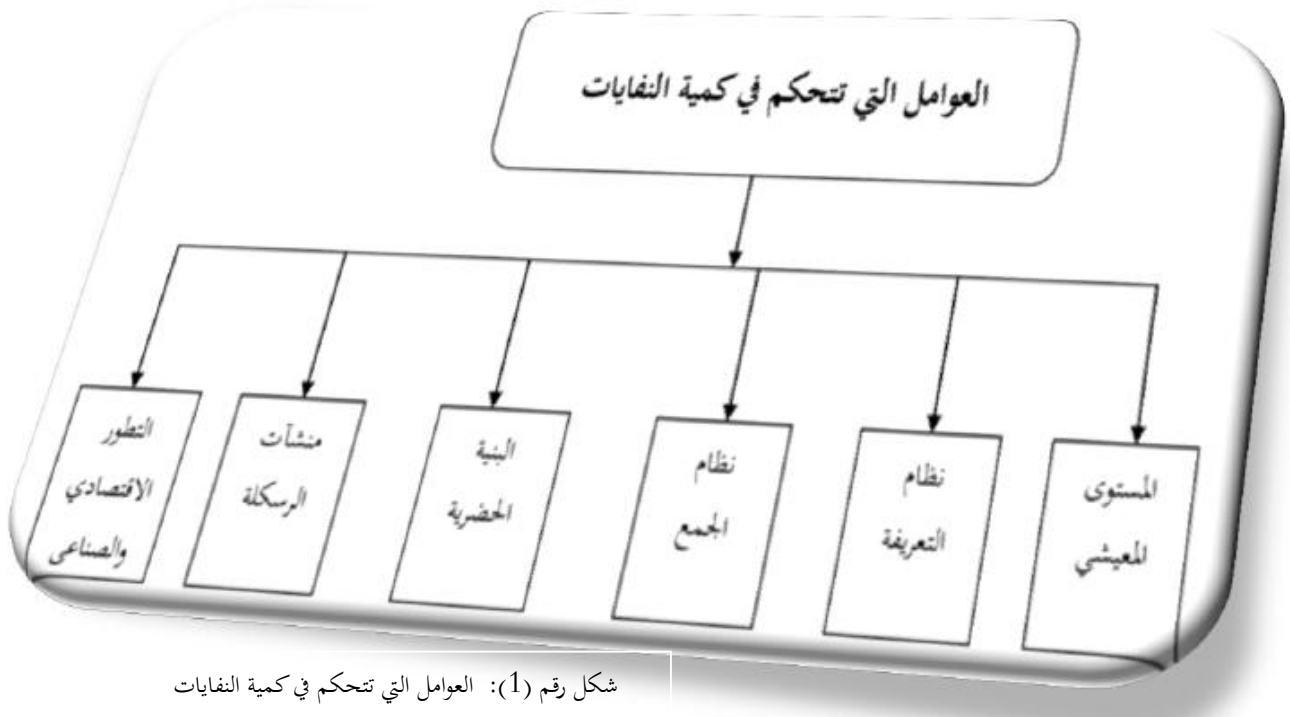 العوامل التي تتحكم في كمية النفايات
المستوى
المعيشي
نظام
التعريفة
نظام
الجمع
البنية
الحضرية
منشآت
الرسكلة
التطور
الاقتصادي
والصناعي
شكل رقم (1): العوامل التي تتحكم في كمية النفايات